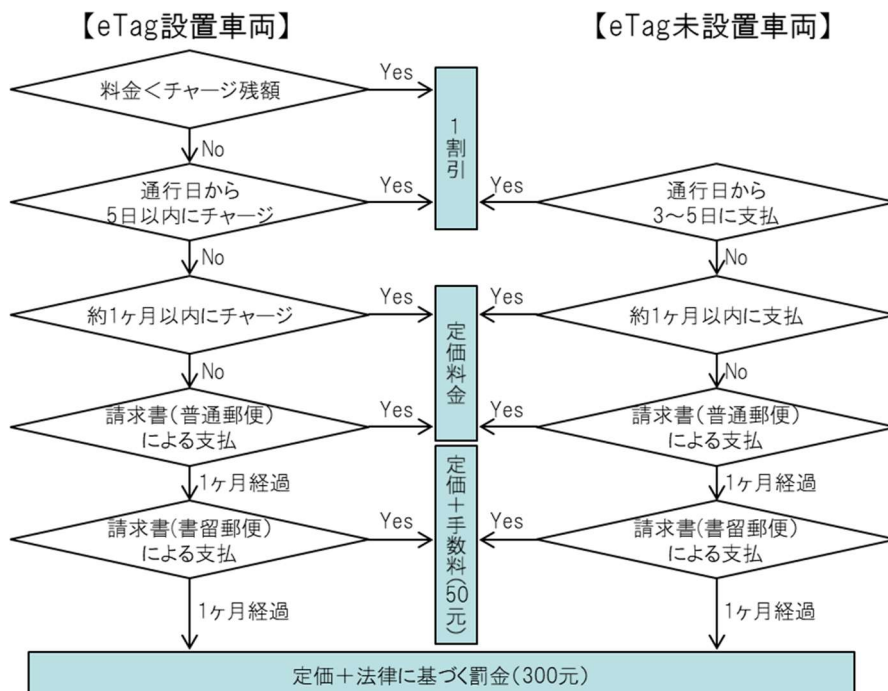 【eTag設置車両】
【eTag未設置車両】
料金＜チャージ残額
Yes
1割引
No
通行日から
5日以内にチャージ
Yes
Yes
通行日から
3～5日に支払
No
No
約1ヶ月以内にチャージ
Yes
定価料金
Yes
約1ヶ月以内に支払
No
No
請求書(普通郵便)
による支払
Yes
Yes
請求書(普通郵便)
による支払
1ヶ月経過
1ヶ月経過
請求書(書留郵便)
による支払
Yes
定価＋手数料(50元)
Yes
請求書(書留郵便)
による支払
1ヶ月経過
1ヶ月経過
定価＋法律に基づく罰金(300元)